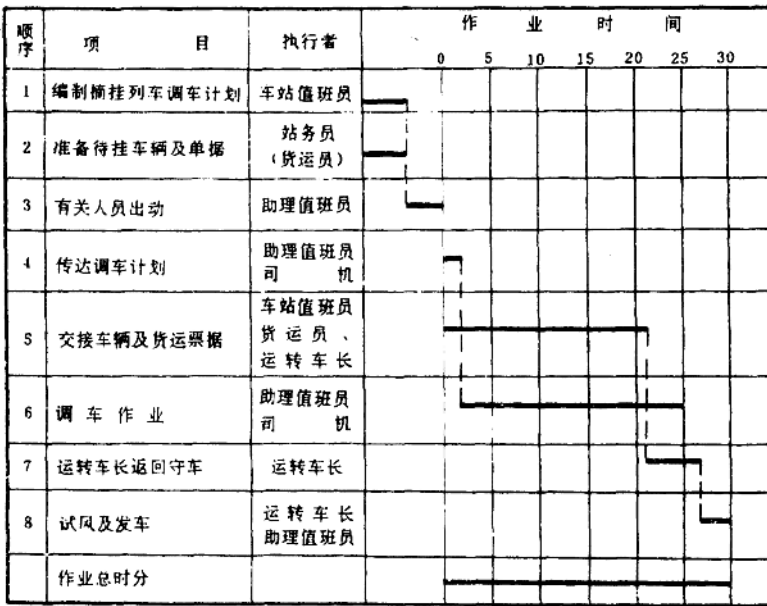 顺序 项目 执行者 作业时间
0 5 10 15 20 25 30
1 编制摘挂列车调车计划 车站值班员
2 准备待挂车辆及单据 站务员
（货运员）
3 有关人员出动 助理值班员
4 传达调车计划 助理值班员
司机
5 交接车辆及货运票据 车站值班员
货运员、
运转车长
6 调车作业 助理值班员
司机
7 运转车长返回守车 运转车长
8 试风及发车 运转车长
助理值班员
作业总时分